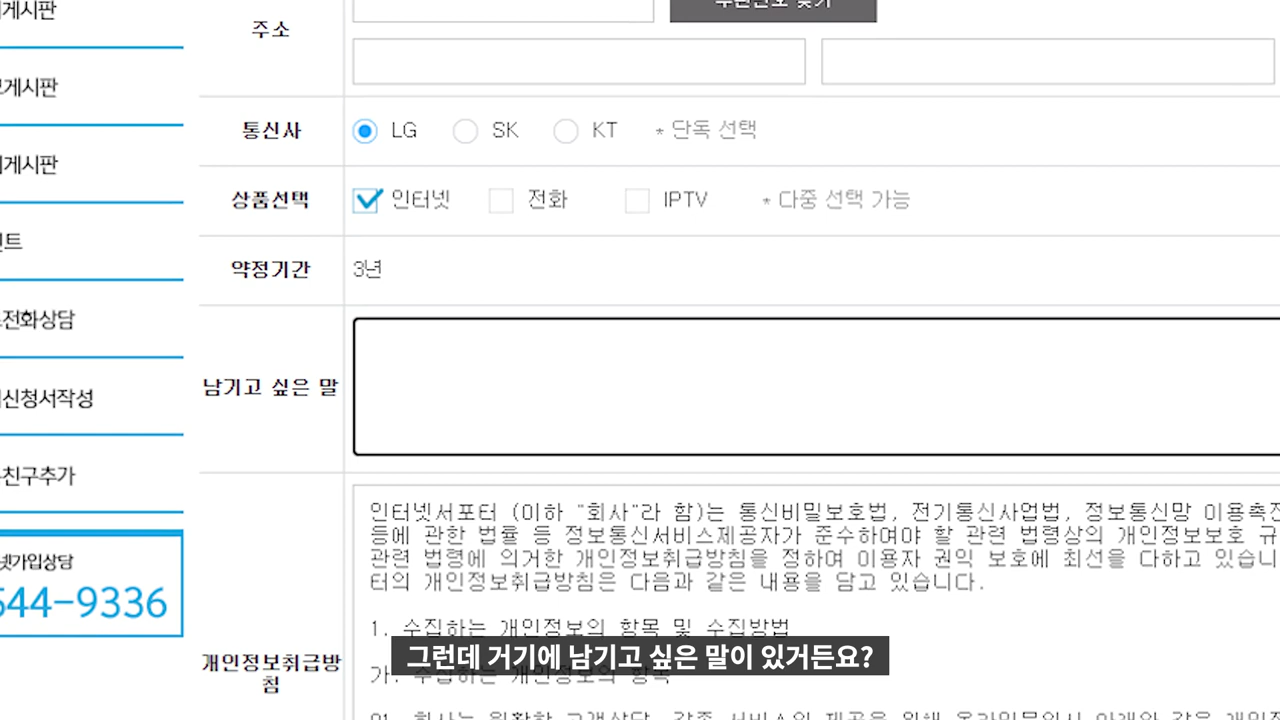 게시판
주소
게시판
통신사
LG
SK
KT
* 단독 선택
게시판
상품선택
인터넷
전화
IPTV
* 다중 선택 가능
약정기간
3년
전화상담
남기고 싶은 말
신청서작성
친구추가
인터넷서포터 (이하 "회사"라 함)는 통신비밀보호법, 전기통신사업법, 정보통신망 이용촉진
등에 관한 법률 등 정보통신서비스제공자가 준수하여야 할 관련 법령상의 개인정보보호 규
관련 법령에 의거한 개인정보취급방침을 정하여 이용자 권익 보호에 최선을 다하고 있습니
터의 개인정보취급방침은 다음과 같은 내용을 담고 있습니다.
넷가입상담
544-9336
1. 수집하는 개인정보의 항목 및 수집방법
개인정보취급방
침
그런데 거기에 남기고 싶은 말이 있거든요?
가. 수집하는 개인정보의 항목